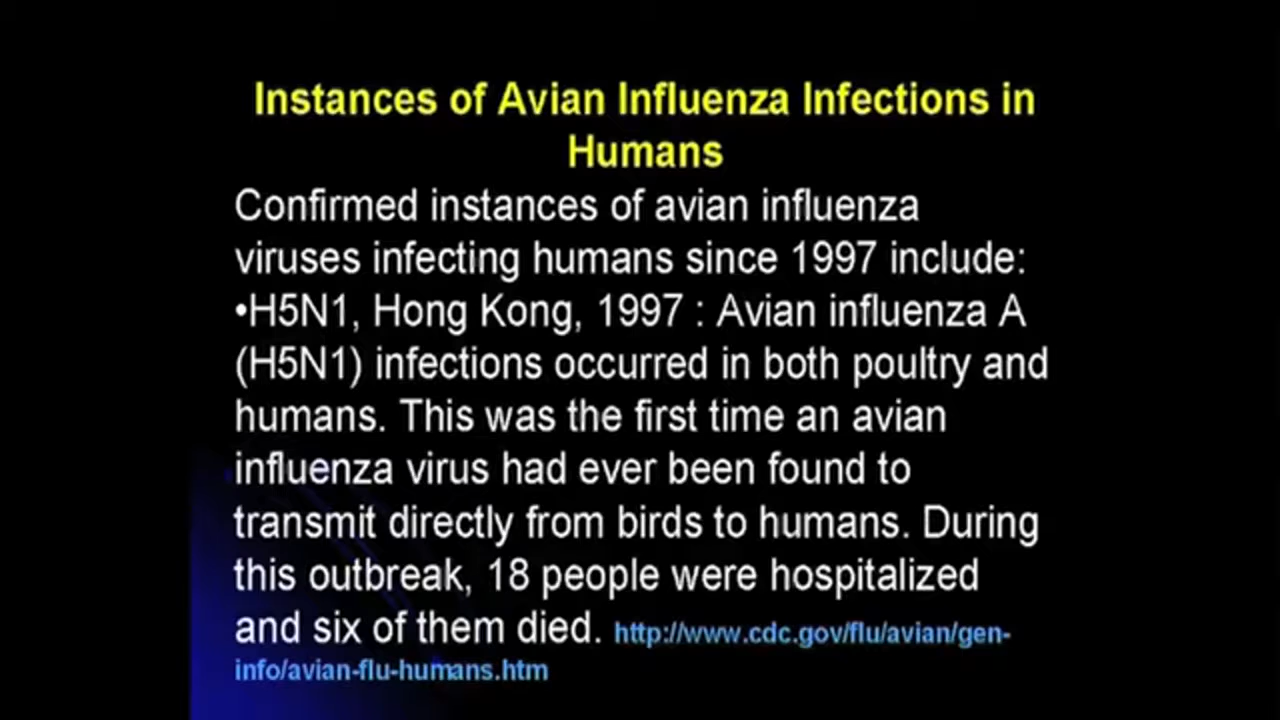 Instances of Avian Influenza Infections in
Humans
Confirmed instances of avian influenza
viruses infecting humans since 1997 include:
•H5N1, Hong Kong, 1997 : Avian influenza A
(H5N1) infections occurred in both poultry and
humans. This was the first time an avian
influenza virus had ever been found to
transmit directly from birds to humans. During
this outbreak, 18 people were hospitalized
and six of them died. http://www.cdc.gov/flu/avian/gen-
info/avian-flu-humans.htm